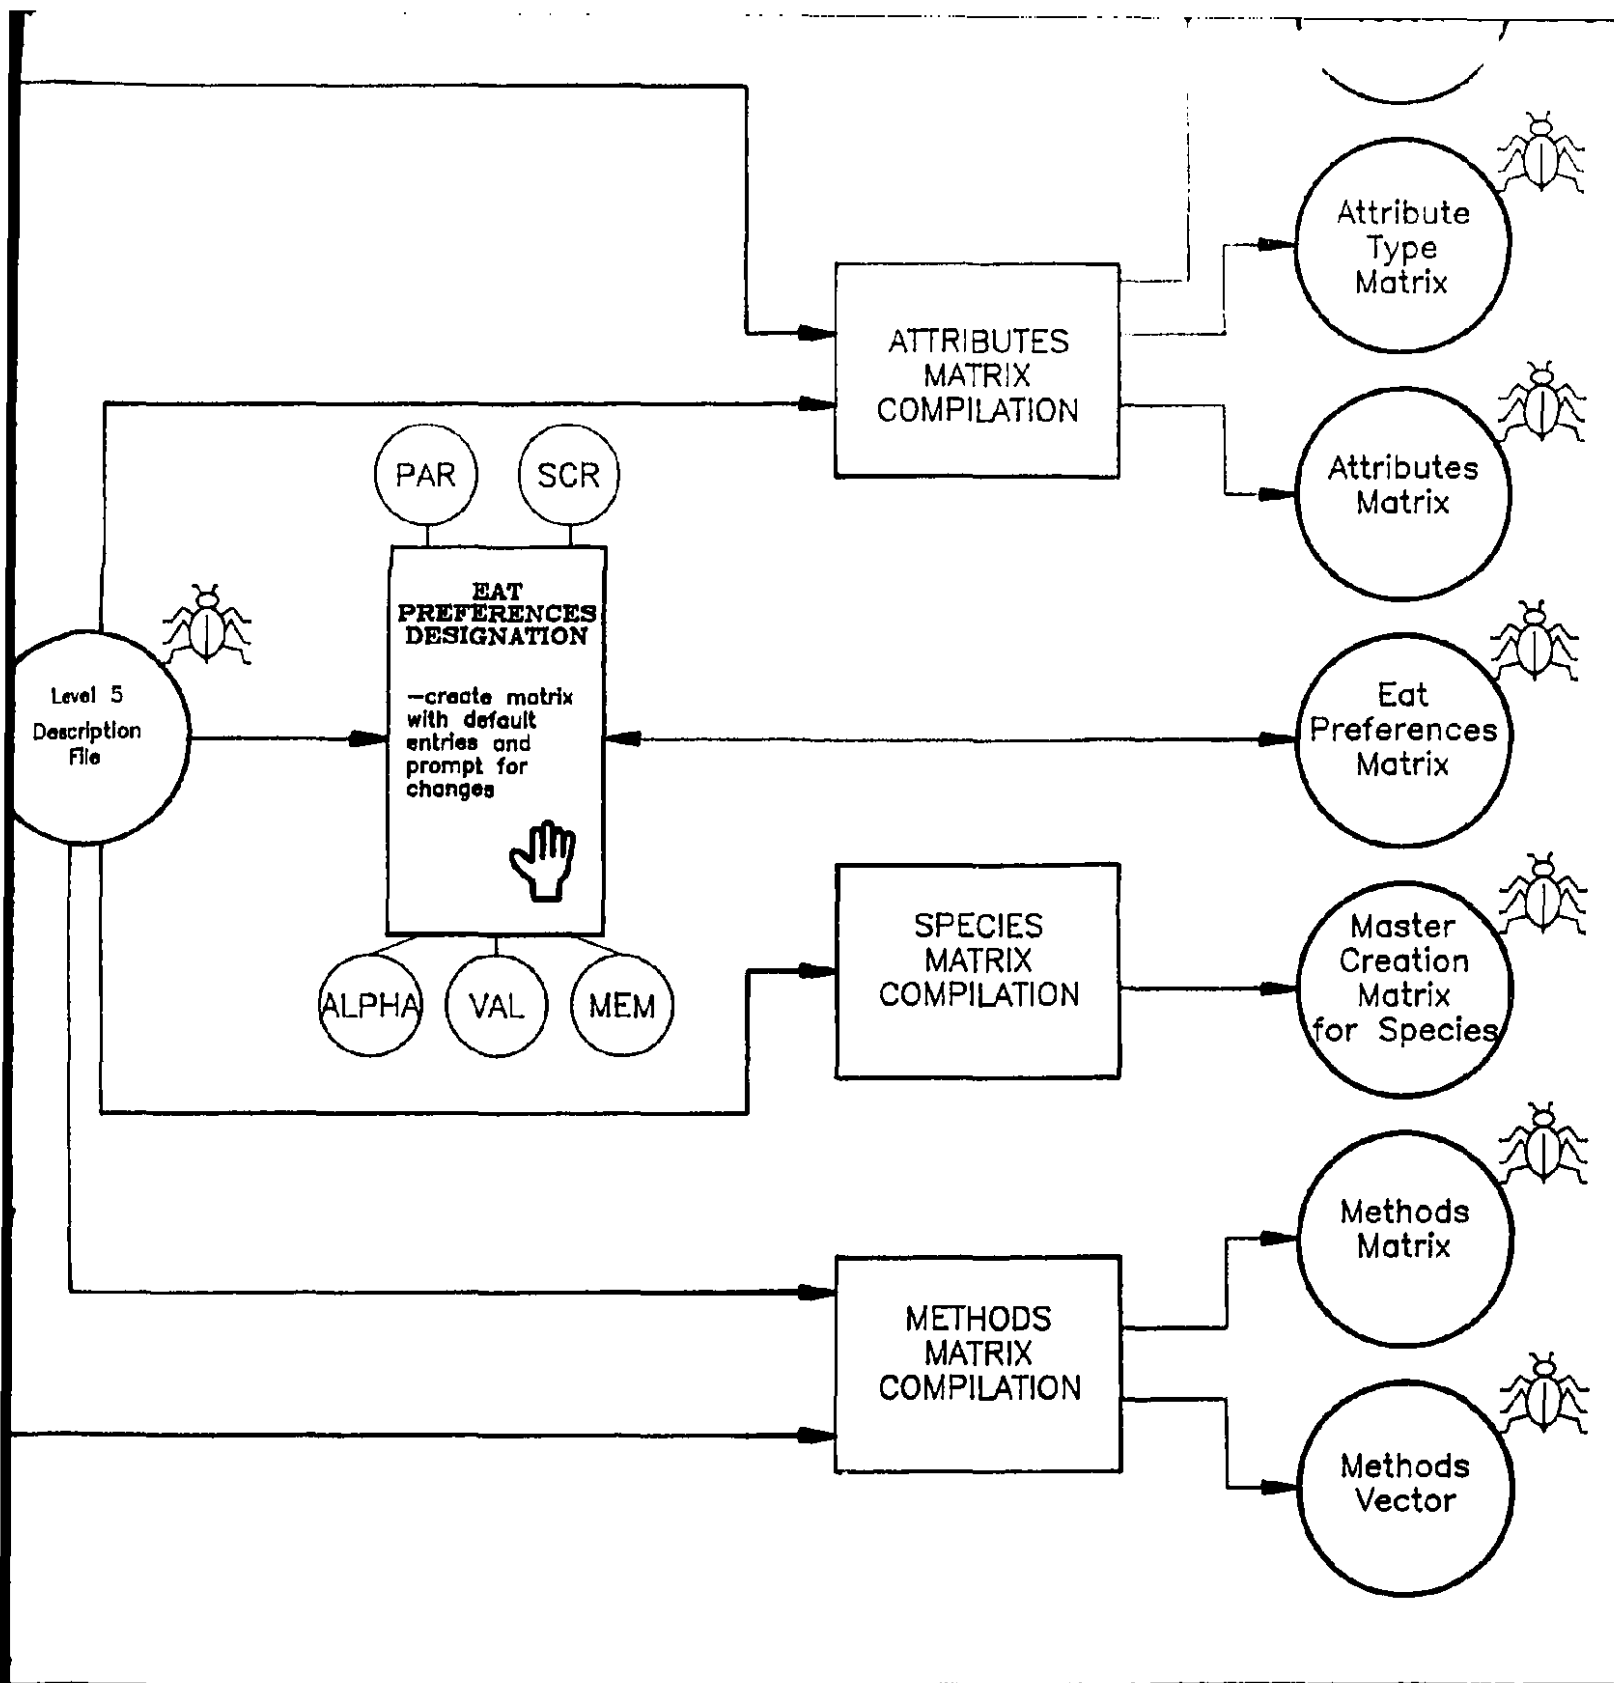 Attribute
Type
Matrix
ATTRIBUTES
MATRIX
COMPILATION
Attributes
Matrix
PAR
SCR
EAT
PREFERENCES
DESIGNATION
—create matrix
with default
entries and
prompt for
changes
Level 5
Description
File
Eat
Preferences
Matrix
SPECIES
MATRIX
COMPILATION
Master
Creation
Matrix
for Species
ALPHA
VAL
MEM
Methods
Matrix
METHODS
MATRIX
COMPILATION
Methods
Vector